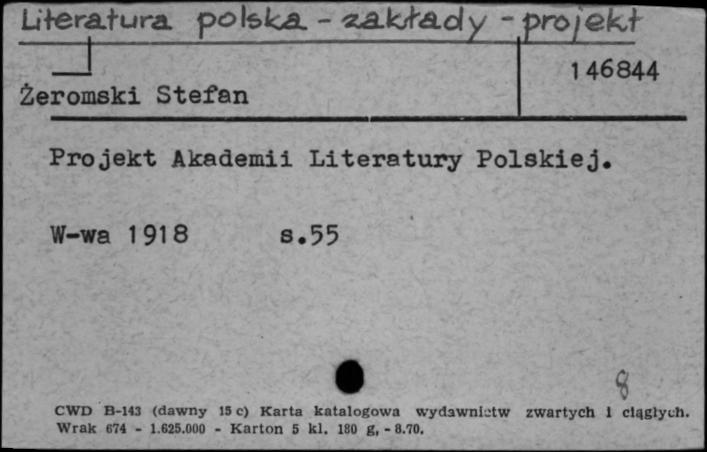 Literatura polska - zakłady - projekt
146844
Żeromski Stefan
Projekt Akademii Literatury Polskiej.
W-wa 1918 s.55
8
CWD B-143 (dawny 15 c) Karta katalogowa wydawnictw zwartych i ciągłych.
Wrak 674 - 1.625.000 - Karton 5 kl. 180 g, - 8.70.